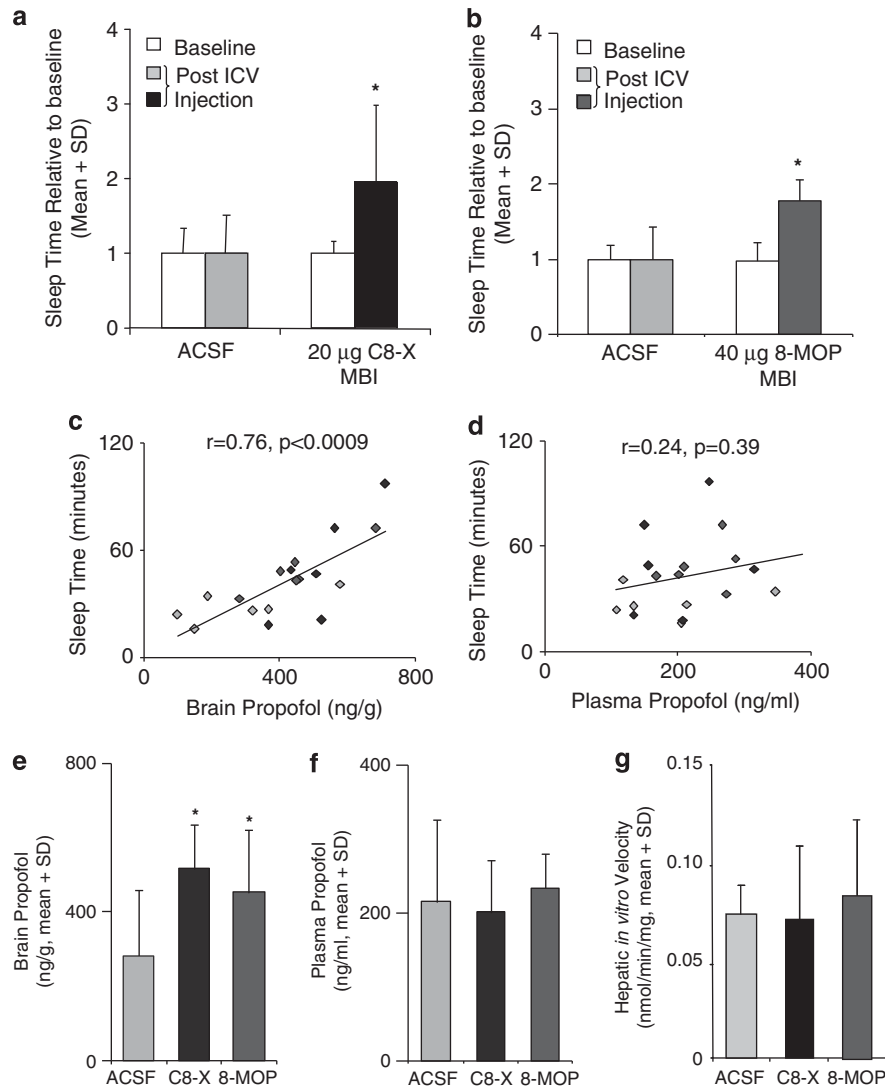 a
Sleep Time Relative to baseline
(Mean + SD)
4
3
2
1
0
Baseline
Post ICV
Injection
*
ACSF
20 μg C8-X
MBI
b
Sleep Time Relative to baseline
(Mean + SD)
4
3
2
1
0
Baseline
Post ICV
Injection
*
ACSF
40 μg 8-MOP
MBI
c
r=0.76, p<0.0009
Sleep Time (minutes)
120
60
0
0
400
800
Brain Propofol (ng/g)
d
r=0.24, p=0.39
Sleep Time (minutes)
120
60
0
0
200
400
Plasma Propofol (ng/ml)
e
Brain Propofol
(ng/g, mean + SD)
800
400
0
*
*
ACSF C8-X 8-MOP
f
Plasma Propofol
(ng/ml, mean + SD)
400
200
0
ACSF C8-X 8-MOP
g
Hepatic in vitro Velocity
(nmol/min/mg, mean + SD)
0.15
0.10
0.05
0
ACSF C8-X 8-MOP